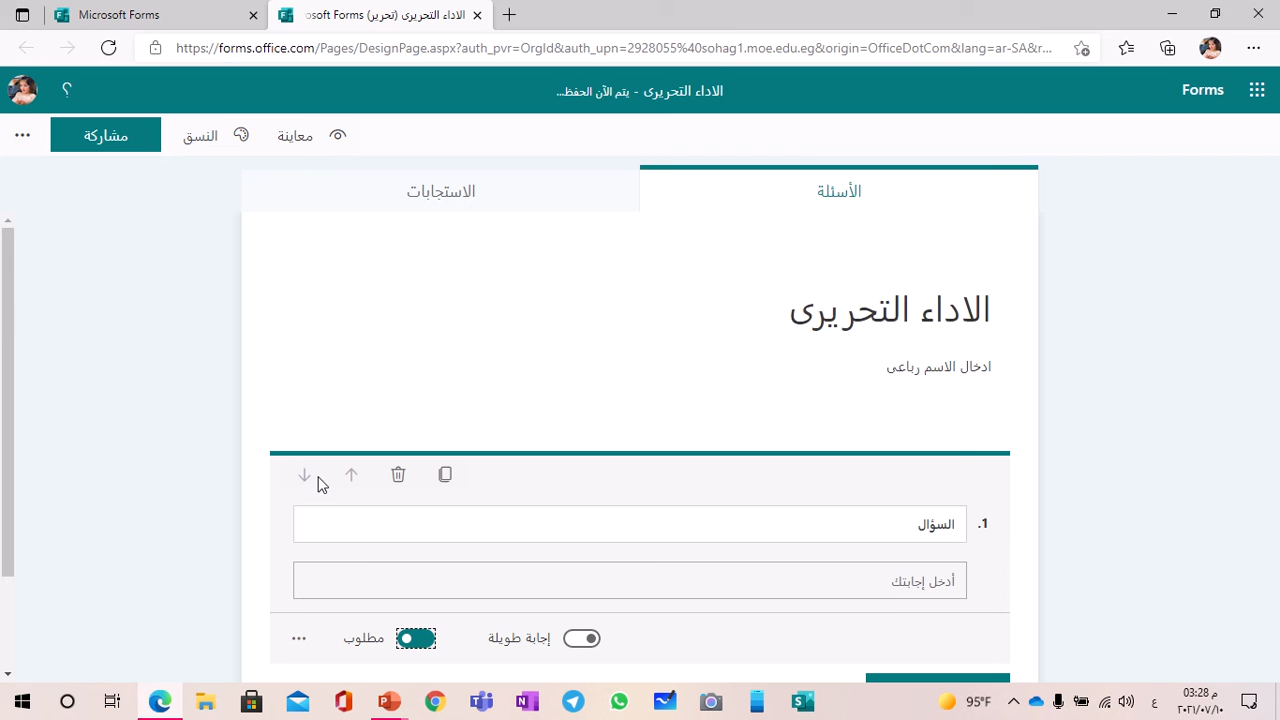 Microsoft Forms
osoft Forms (تحرير) الاداء التحريرى
https://forms.office.com/Pages/DesignPage.aspx?auth_pvr=OrgId&auth_upn=2928055%40sohag1.moe.edu.eg&origin=OfficeDotCom&lang=ar-SA&r...
Forms
الاداء التحريرى - يتم الآن الحفظ...
؟
معاينة
النسق
مشاركة
الأسئلة
الاستجابات
الاداء التحريرى
ادخال الاسم رباعى
1. السؤال
أدخل إجابتك
إجابة طويلة
مطلوب
95°F
ع
03:28 م
٢٠٢١/٠٧/١٠